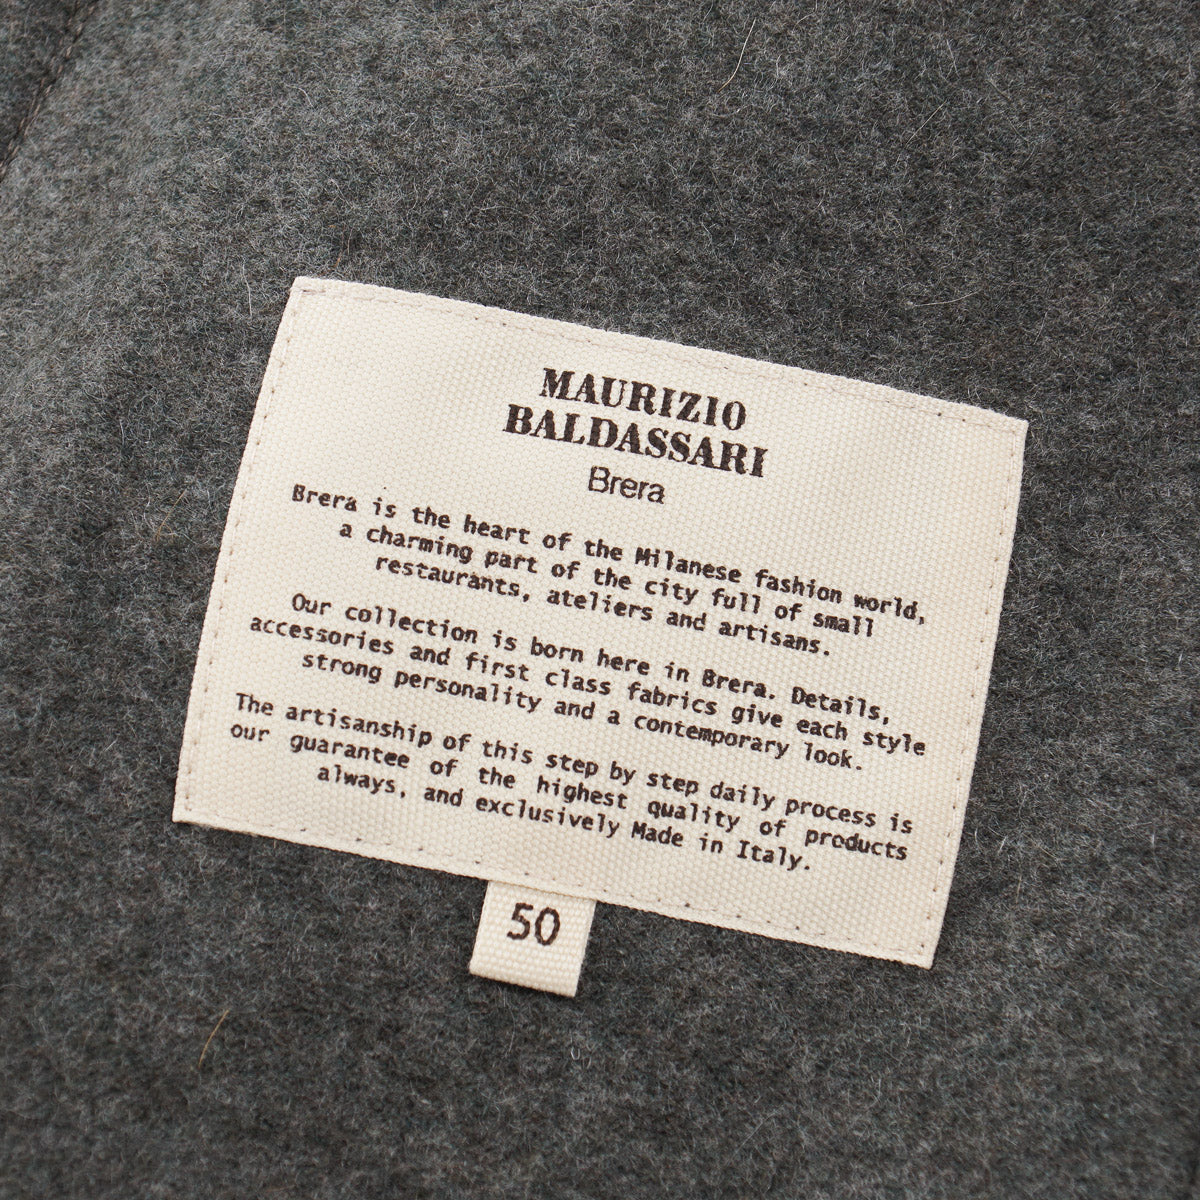 MAURIZIO
BALDASSARI
Brera
Brera is the heart of the Milanese fashion world,
a charming part of the city full of small
restaurants, ateliers and artisans.
Our collection is born here in Brera. Details,
accessories and first class fabrics give each style
strong personality and a contemporary look.
The artisanship of this step by step daily process is
our guarantee of the highest quality of products
always, and exclusively Made in Italy.
50